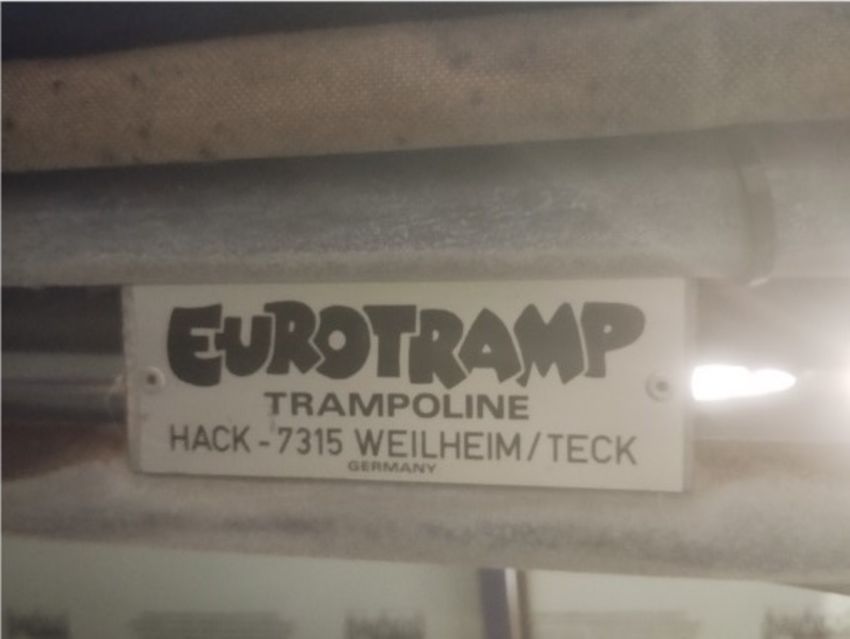 EUROTRAMP
TRAMPOLINE
HACK - 7315 WEILHEIM/TECK
GERMANY